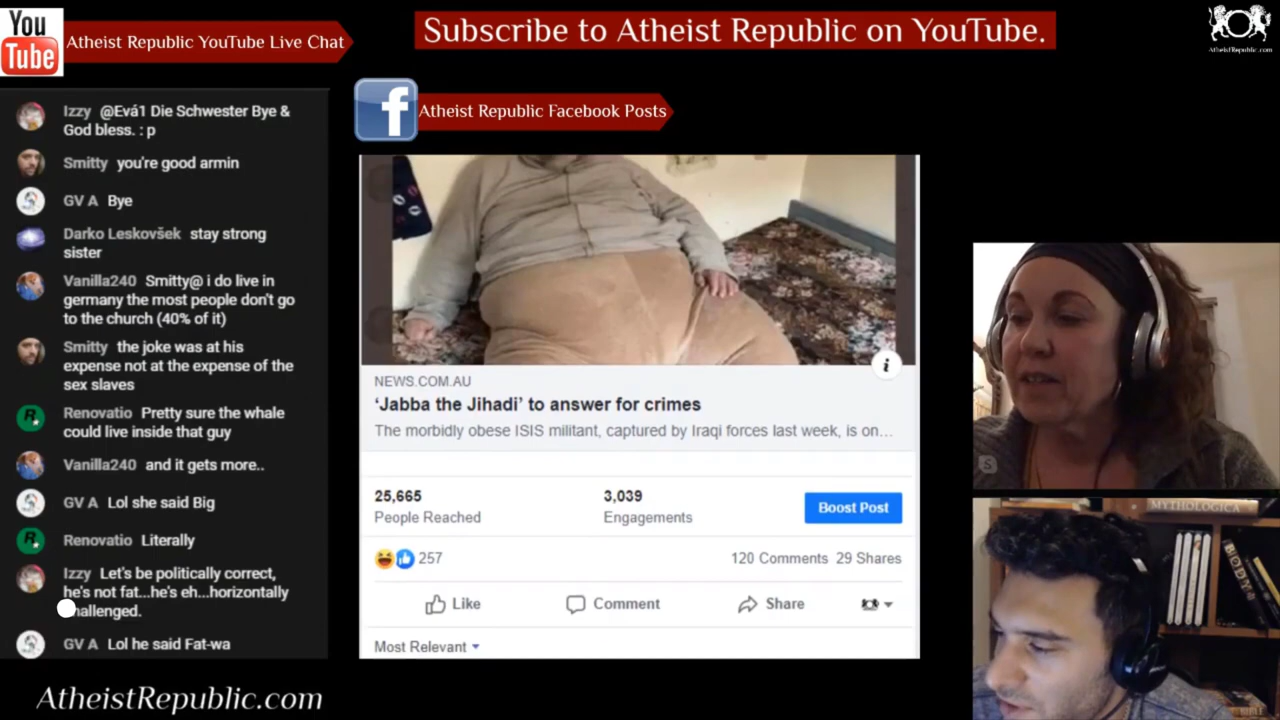 You
Tube
Atheist Republic YouTube Live Chat
Subscribe to Atheist Republic on YouTube.
AtheistRepublic.com
Atheist Republic Facebook Posts
Izzy @Evá1 Die Schwester Bye &
God bless. : p
Smitty you're good armin
GV A Bye
Darko Leskovšek stay strong
sister
Vanilla240 Smitty@ i do live in
germany the most people don't go
to the church (40% of it)
Smitty the joke was at his
expense not at the expense of the
sex slaves
Renovatio Pretty sure the whale
could live inside that guy
Vanilla240 and it gets more..
GV A Lol she said Big
Renovatio Literally
Izzy Let's be politically correct,
he's not fat...he's eh...horizontally
hallenged.
GV A Lol he said Fat-wa
NEWS.COM.AU
‘Jabba the Jihadi’ to answer for crimes
The morbidly obese ISIS militant, captured by Iraqi forces last week, is on...
25,665
People Reached
3,039
Engagements
Boost Post
257
120 Comments 29 Shares
Like
Comment
Share
Most Relevant
S
MYTHOLOGICA
BODY
AtheistRepublic.com